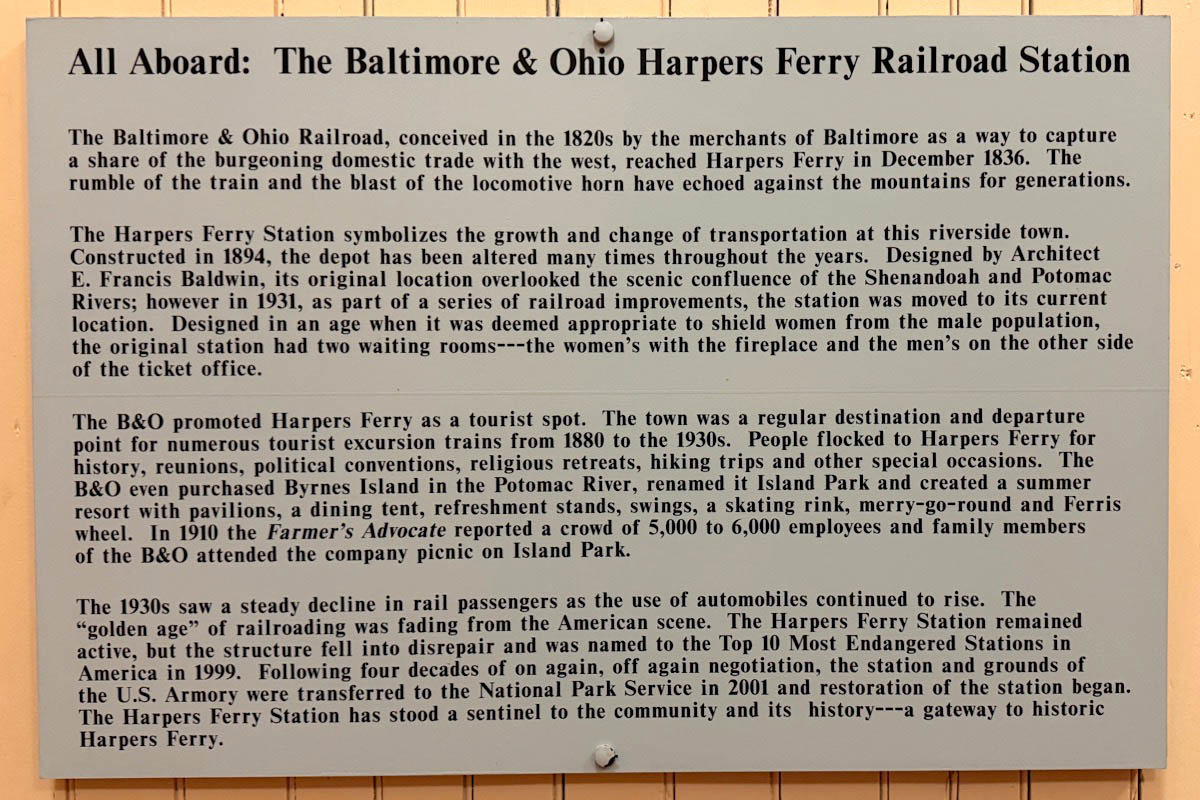 All Aboard:  The Baltimore & Ohio Harpers Ferry Railroad Station
The Baltimore & Ohio Railroad, conceived in the 1820s by the merchants of Baltimore as a way to capture
a share of the burgeoning domestic trade with the west, reached Harpers Ferry in December 1836.  The
rumble of the train and the blast of the locomotive horn have echoed against the mountains for generations.
The Harpers Ferry Station symbolizes the growth and change of transportation at this riverside town.
Constructed in 1894, the depot has been altered many times throughout the years.  Designed by Architect
E. Francis Baldwin, its original location overlooked the scenic confluence of the Shenandoah and Potomac
Rivers; however in 1931, as part of a series of railroad improvements, the station was moved to its current
location.  Designed in an age when it was deemed appropriate to shield women from the male population,
the original station had two waiting rooms---the women's with the fireplace and the men's on the other side
of the ticket office.
The B&O promoted Harpers Ferry as a tourist spot.  The town was a regular destination and departure
point for numerous tourist excursion trains from 1880 to the 1930s.  People flocked to Harpers Ferry for
history, reunions, political conventions, religious retreats, hiking trips and other special occasions.  The
B&O even purchased Byrnes Island in the Potomac River, renamed it Island Park and created a summer
resort with pavilions, a dining tent, refreshment stands, swings, a skating rink, merry-go-round and Ferris
wheel.  In 1910 the Farmer's Advocate reported a crowd of 5,000 to 6,000 employees and family members
of the B&O attended the company picnic on Island Park.
The 1930s saw a steady decline in rail passengers as the use of automobiles continued to rise.  The
“golden age” of railroading was fading from the American scene.  The Harpers Ferry Station remained
active, but the structure fell into disrepair and was named to the Top 10 Most Endangered Stations in
America in 1999.  Following four decades of on again, off again negotiation, the station and grounds of
the U.S. Armory were transferred to the National Park Service in 2001 and restoration of the station began.
The Harpers Ferry Station has stood a sentinel to the community and its  history---a gateway to historic
Harpers Ferry.